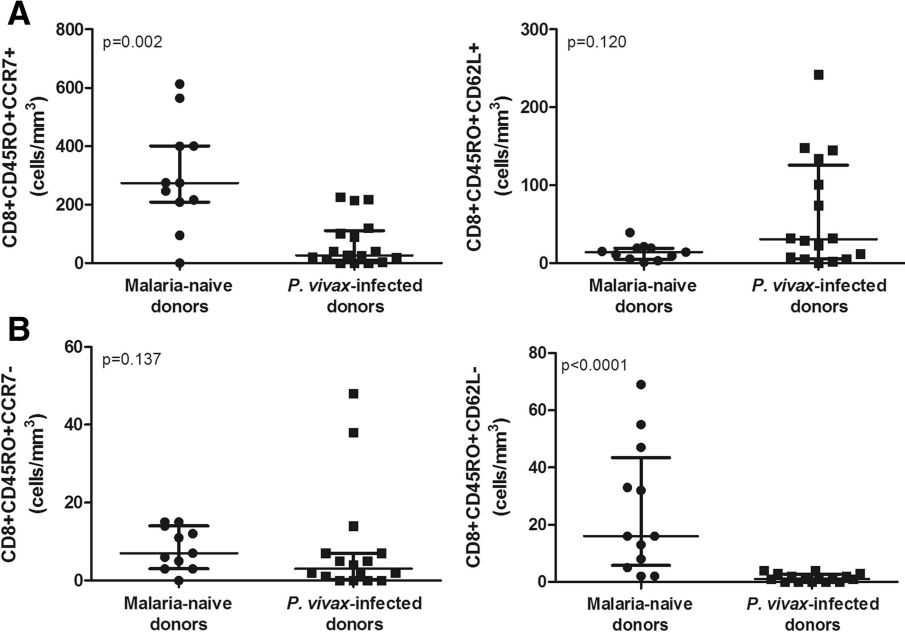 A
CD8+CD45RO+CCR7+
(cells/mm³)
800
600
400
200
0
p=0.002
Malaria-naive
donors
P. vivax-infected
donors
CD8+CD45RO+CD62L+
(cells/mm³)
300
200
100
0
p=0.120
Malaria-naive
donors
P. vivax-infected
donors
B
CD8+CD45RO+CCR7-
(cells/mm³)
60
40
20
0
p=0.137
Malaria-naive
donors
P. vivax-infected
donors
CD8+CD45RO+CD62L-
(cells/mm³)
80
60
40
20
0
p<0.0001
Malaria-naive
donors
P. vivax-infected
donors